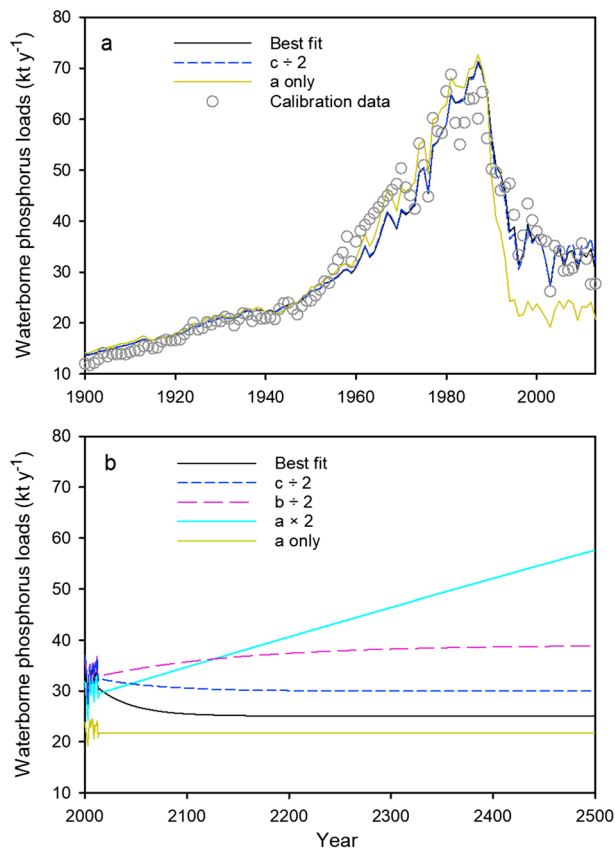 Waterborne phosphorus loads (kt y-1)
80
70
60
50
40
30
20
10
a
Best fit
c ÷ 2
a only
Calibration data
1900
1920
1940
1960
1980
2000
Waterborne phosphorus loads (kt y-1)
80
70
60
50
40
30
20
10
b
Best fit
c ÷ 2
b ÷ 2
a × 2
a only
2000
2100
2200
2300
2400
2500
Year